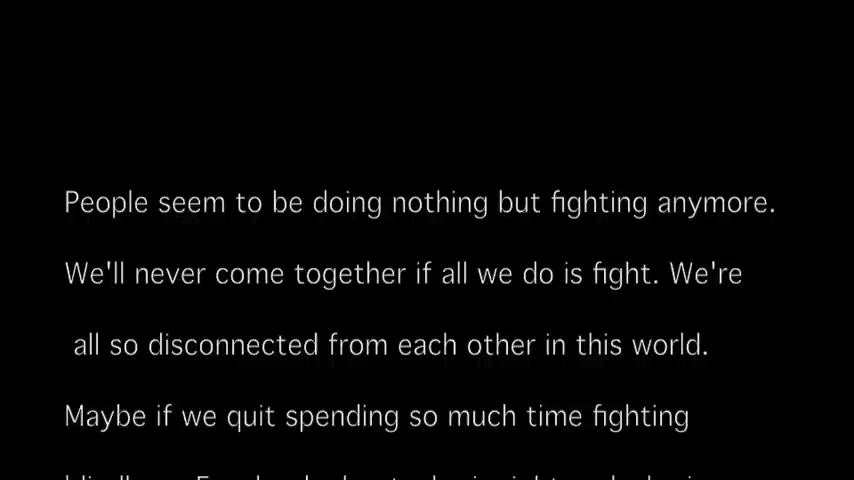 People seem to be doing nothing but fighting anymore.
We'll never come together if all we do is fight. We're
all so disconnected from each other in this world.
Maybe if we quit spending so much time fighting